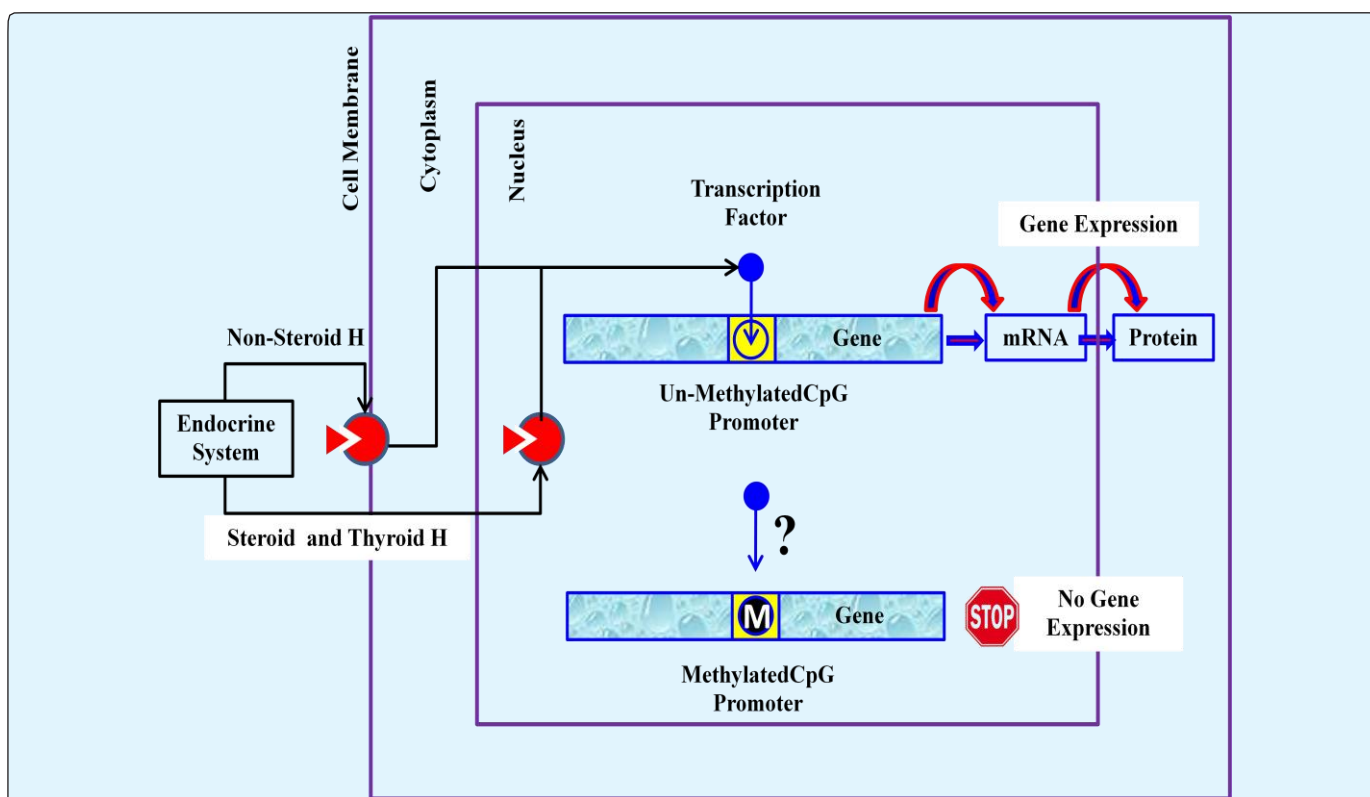 Cell Membrane
Cytoplasm
Nucleus
Transcription
Factor
Gene Expression
Non-Steroid H
Gene
mRNA
Protein
Un-MethylatedCpG
Promoter
Endocrine
System
Steroid and Thyroid H
?
M
Gene
STOP
No Gene
Expression
MethylatedCpG
Promoter